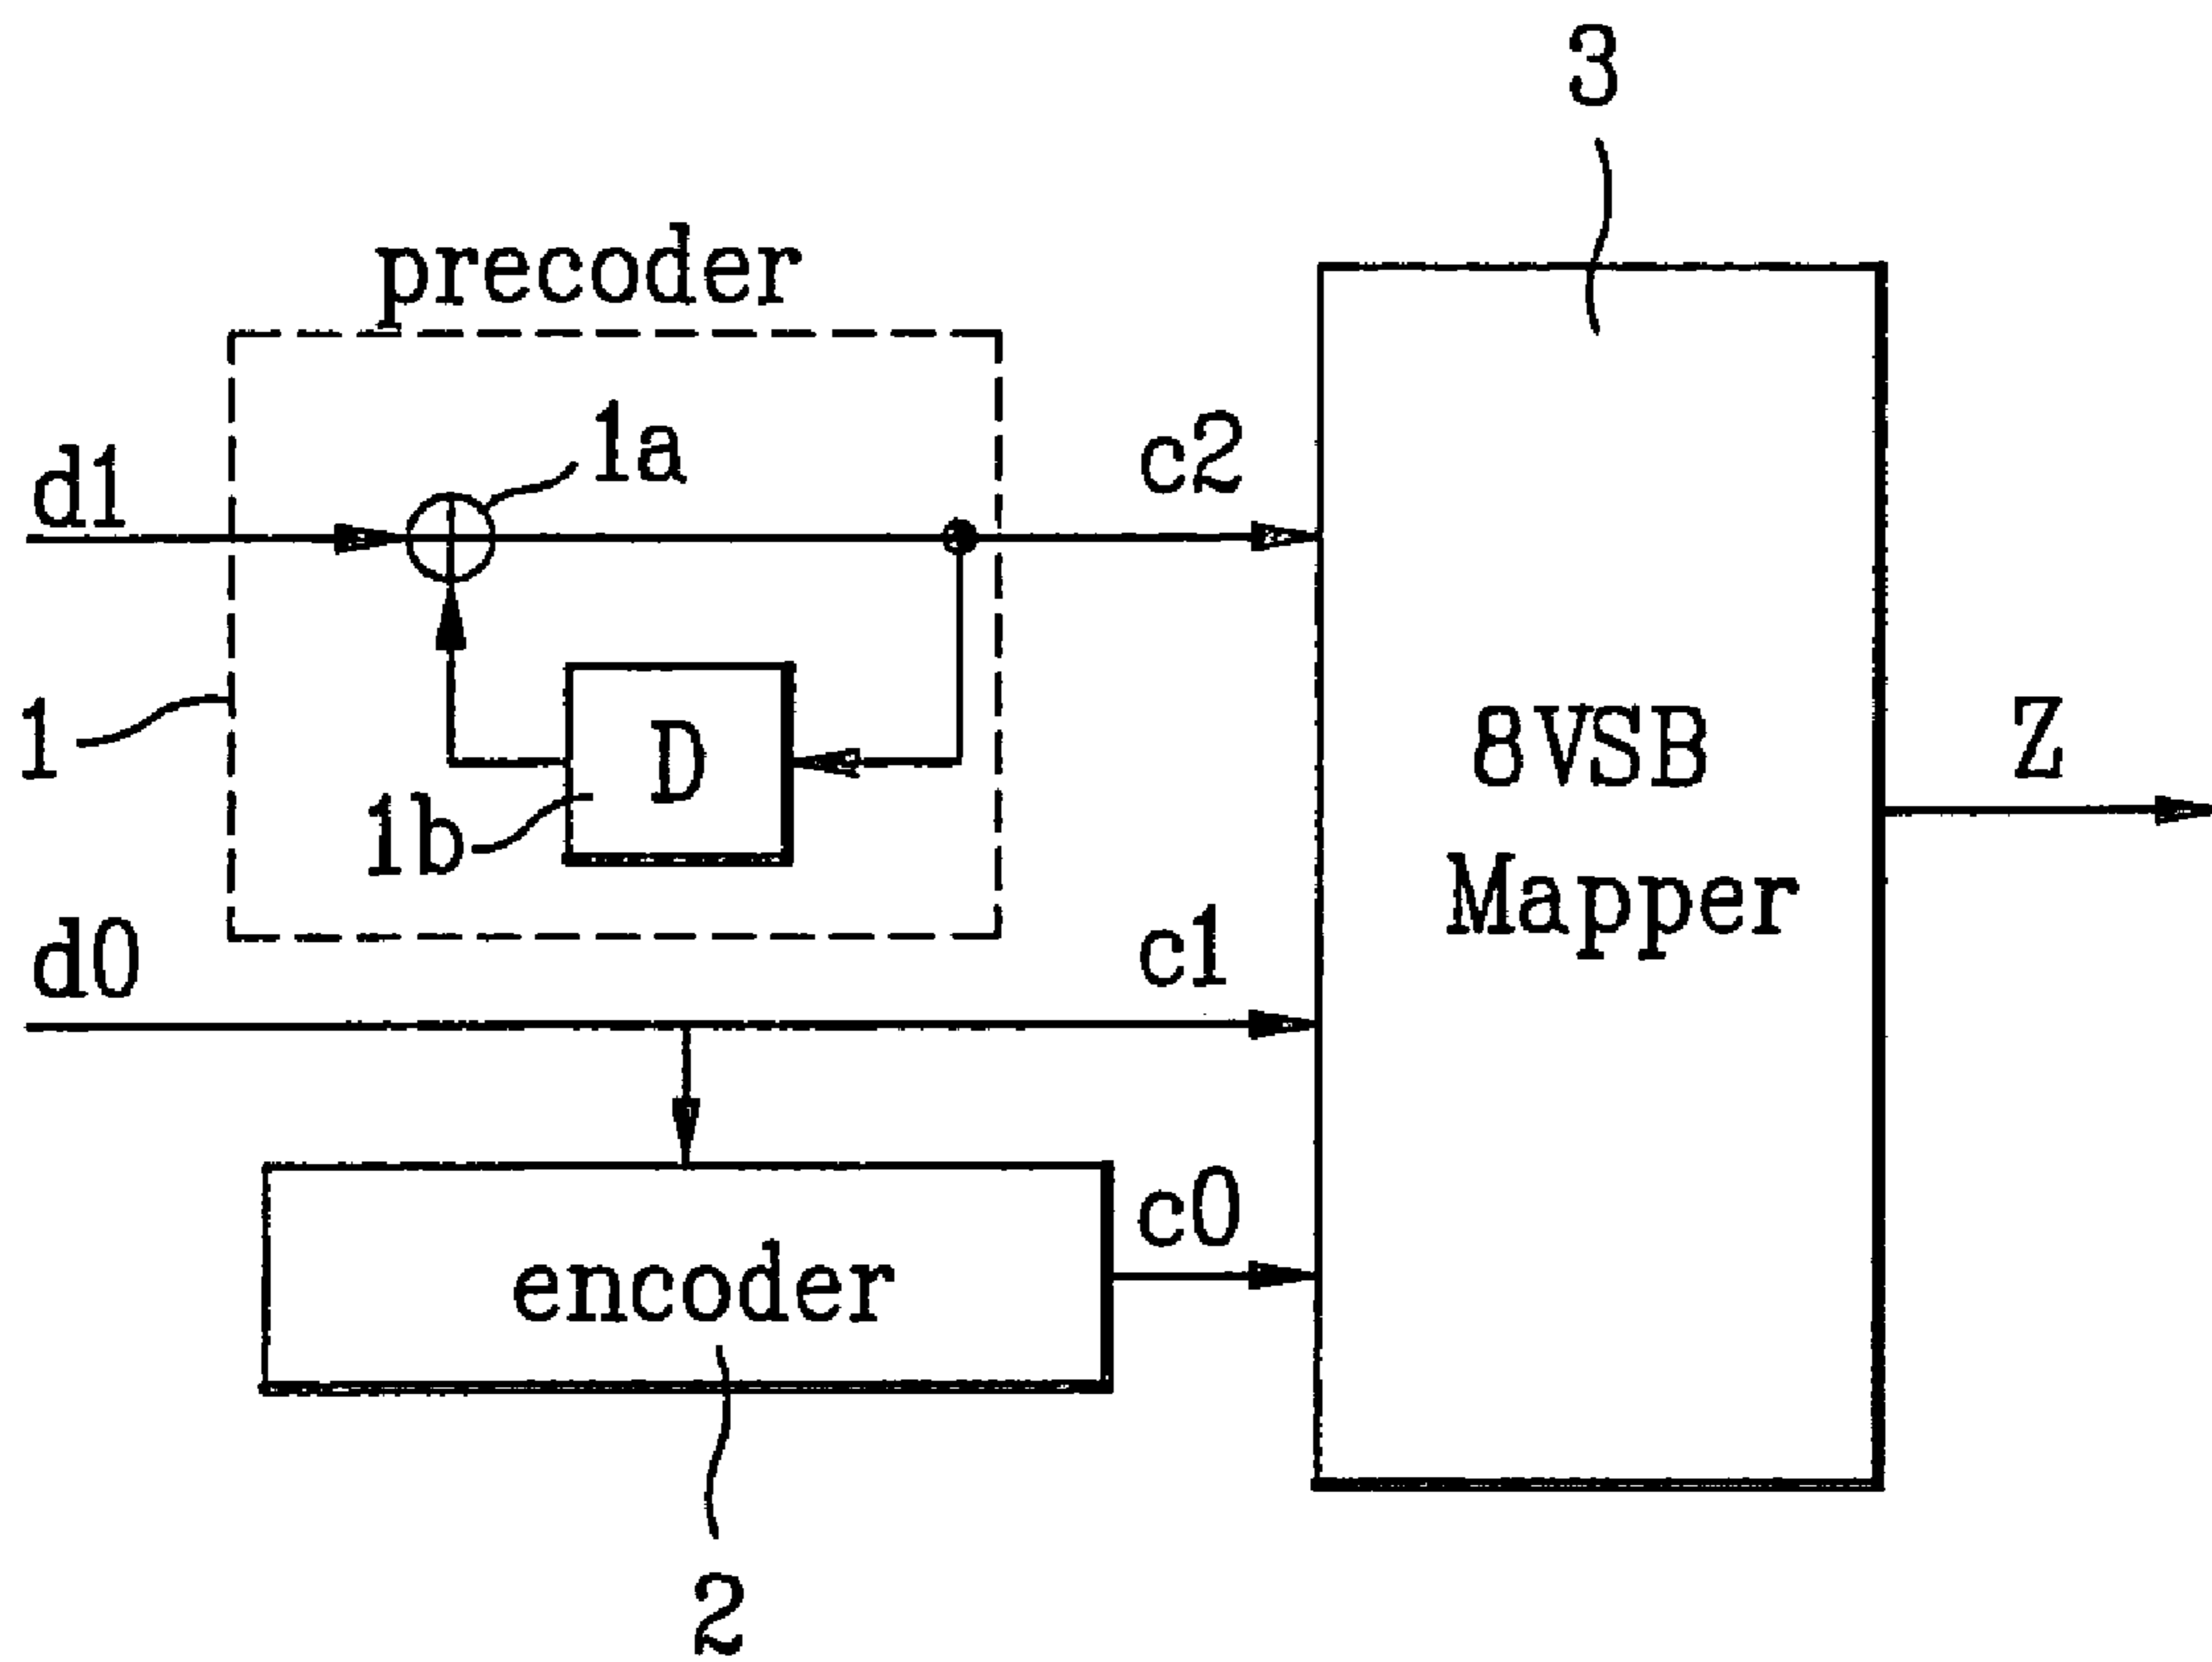 3
precoder
1a
d1
c2
1
D
1b
8VSB
Mapper
Z
d0
c1
c0
encoder
2